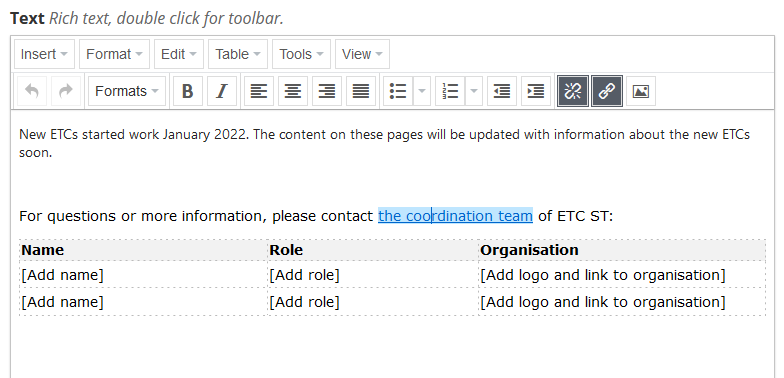 Text Rich text, double click for toolbar.
Insert Format Edit Table Tools View
Formats B I
New ETCs started work January 2022. The content on these pages will be updated with information about the new ETCs
soon.
For questions or more information, please contact the coordination team of ETC ST:
Name Role Organisation
[Add name] [Add role] [Add logo and link to organisation]
[Add name] [Add role] [Add logo and link to organisation]